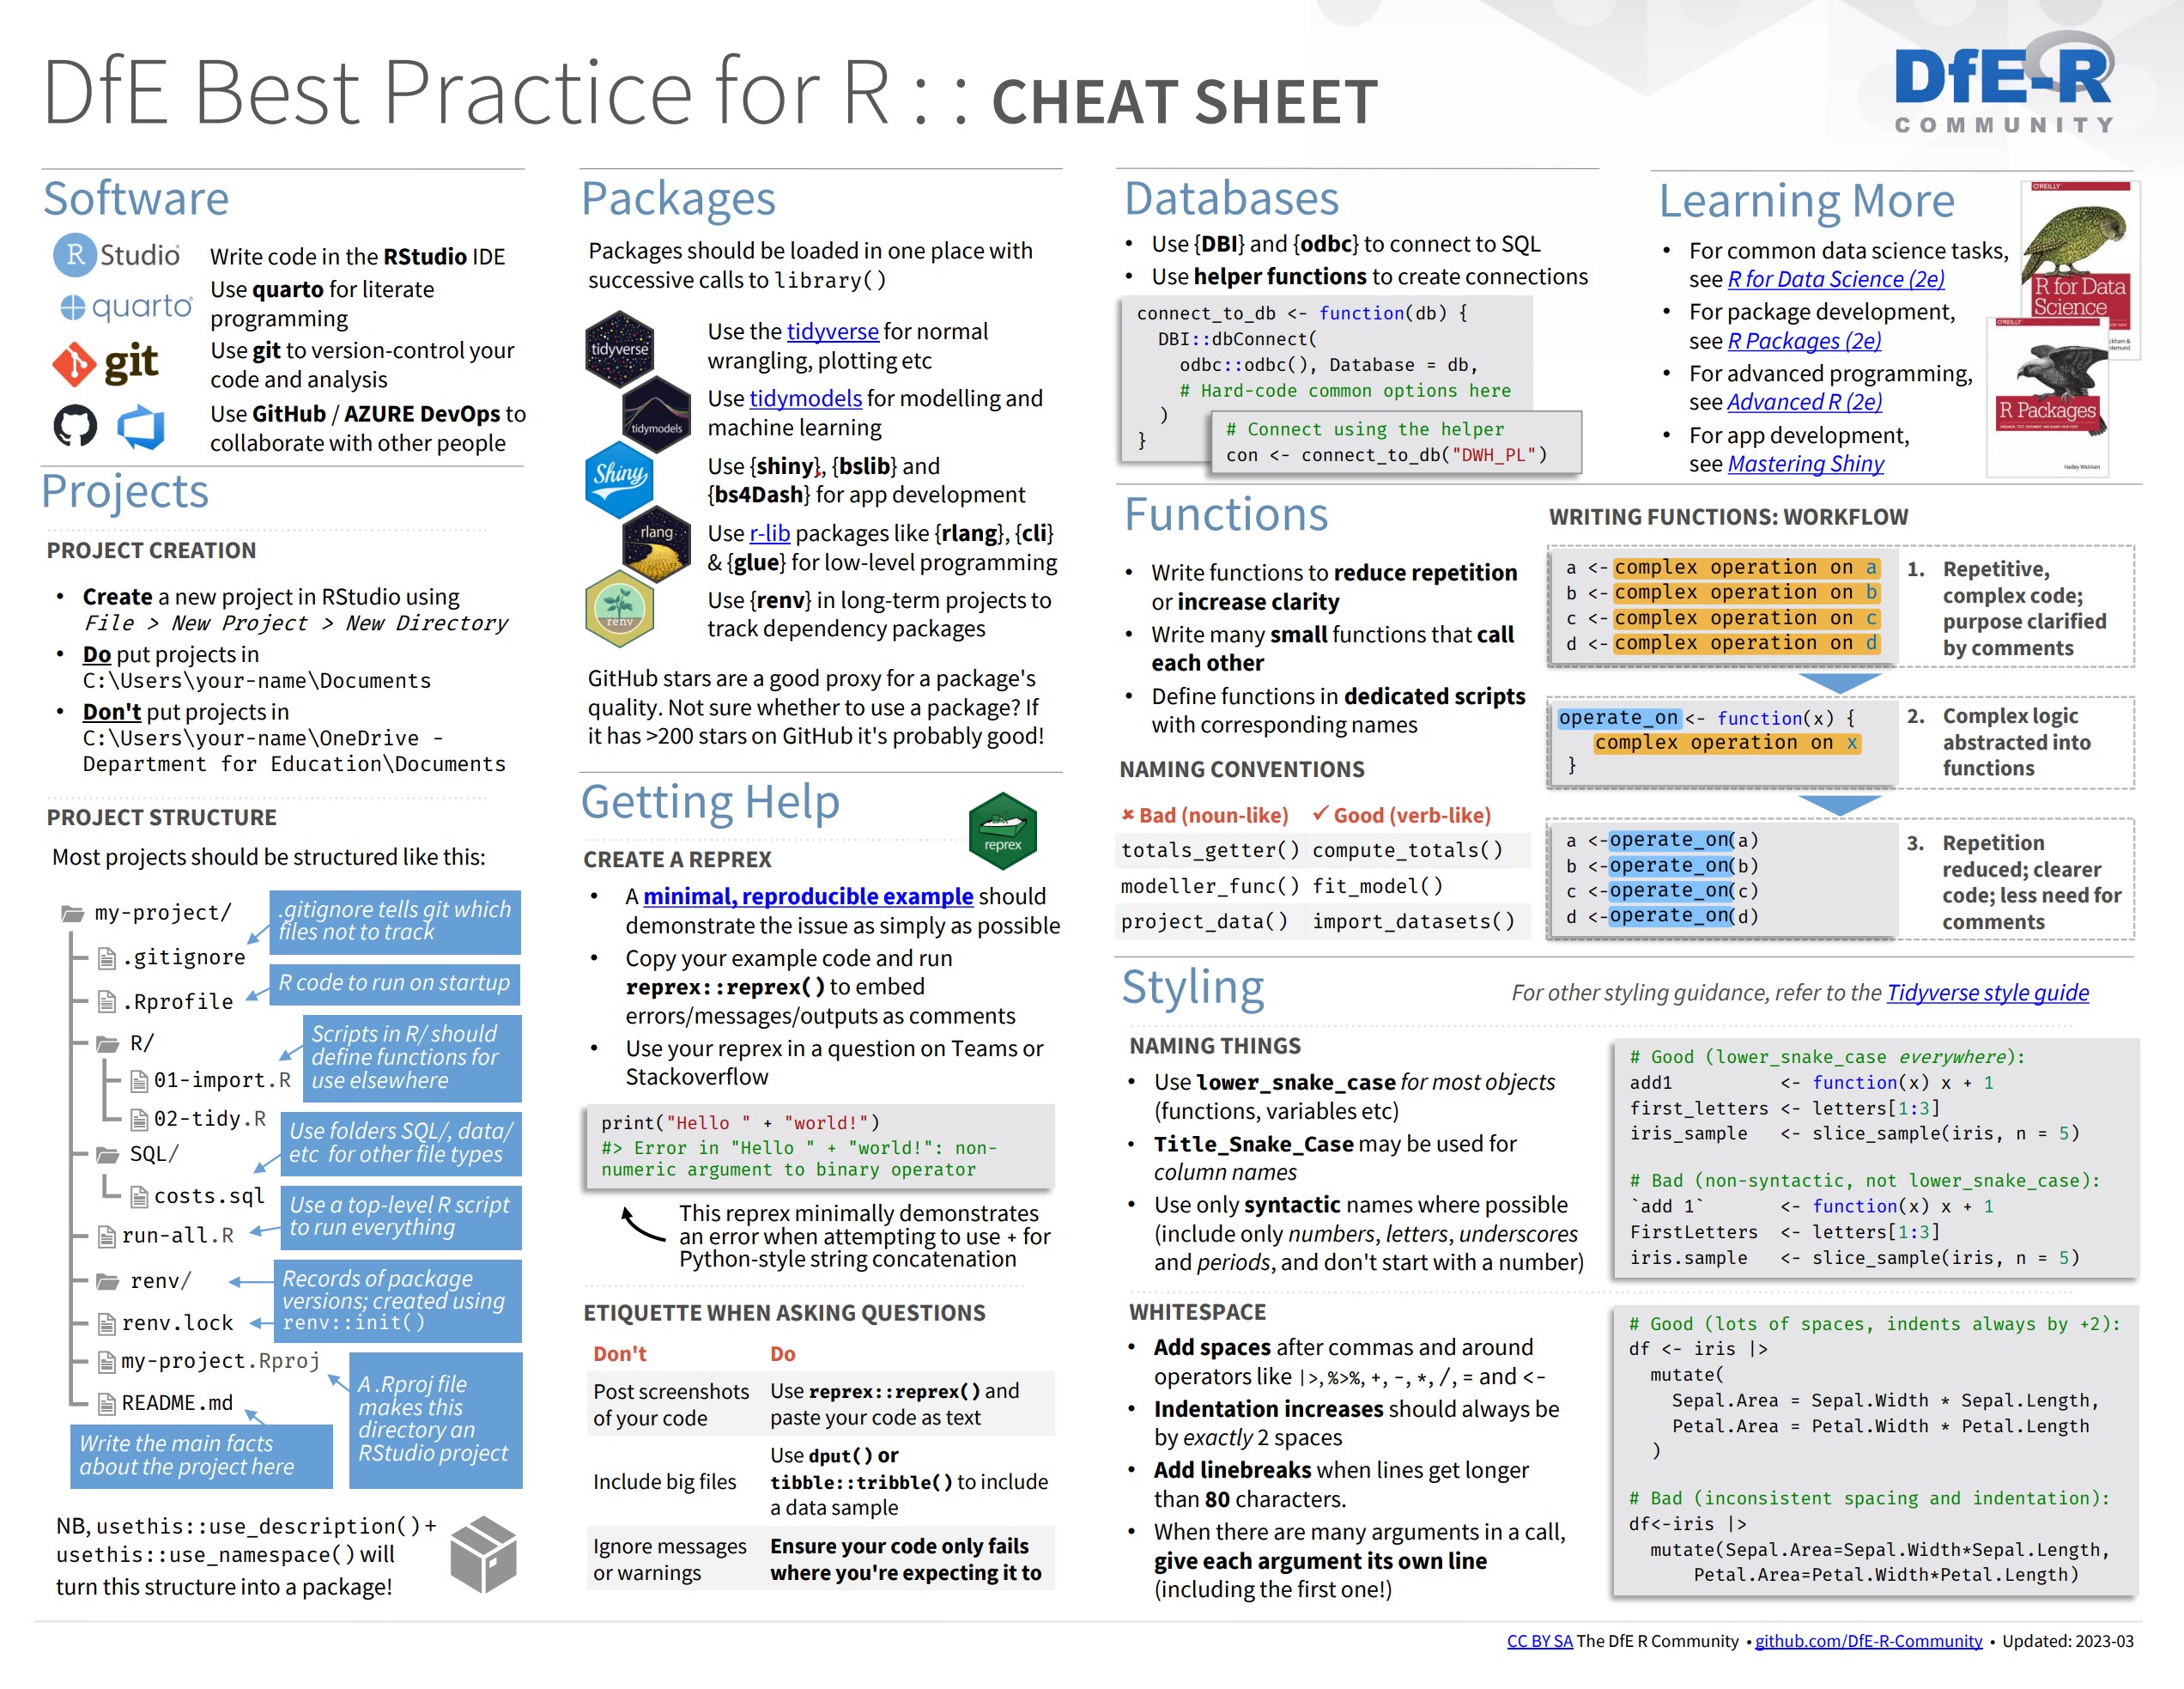 DfE Best Practice for R : : CHEAT SHEET
DfE-R
COMMUNITY
Software
R Studio
Write code in the RStudio IDE
quarto
Use quarto for literate
programming
git
Use git to version-control your
code and analysis
Use GitHub / AZURE DevOps to
collaborate with other people
Projects
PROJECT CREATION
• Create a new project in RStudio using
File > New Project > New Directory
• Do put projects in
C:\Users\your-name\Documents
• Don't put projects in
C:\Users\your-name\OneDrive -
Department for Education\Documents
PROJECT STRUCTURE
Most projects should be structured like this:
my-project/
.gitignore tells git which
files not to track
.gitignore
R code to run on startup
.Rprofile
Scripts in R/ should
define functions for
use elsewhere
R/
01-import.R
02-tidy.R
Use folders SQL/, data/
etc for other file types
SQL/
costs.sql
Use a top-level R script
to run everything
run-all.R
renv/
Records of package
versions; created using
renv::init()
renv.lock
my-project.Rproj
A .Rproj file
makes this
directory an
RStudio project
README.md
Write the main facts
about the project here
NB, usethis::use_description() +
usethis::use_namespace() will
turn this structure into a package!
Packages
Packages should be loaded in one place with
successive calls to library()
tidyverse
Use the tidyverse for normal
wrangling, plotting etc
tidymodels
Use tidymodels for modelling and
machine learning
Shiny
Use {shiny}, {bslib} and
{bs4Dash} for app development
rlang
Use r-lib packages like {rlang}, {cli}
& {glue} for low-level programming
renv
Use {renv} in long-term projects to
track dependency packages
GitHub stars are a good proxy for a package's
quality. Not sure whether to use a package? If
it has >200 stars on GitHub it's probably good!
Getting Help
reprex
CREATE A REPREX
• A minimal, reproducible example should
demonstrate the issue as simply as possible
• Copy your example code and run
reprex::reprex() to embed
errors/messages/outputs as comments
• Use your reprex in a question on Teams or
Stackoverflow
print("Hello " + "world!")
#> Error in "Hello " + "world!": non-
numeric argument to binary operator
This reprex minimally demonstrates
an error when attempting to use + for
Python-style string concatenation
ETIQUETTE WHEN ASKING QUESTIONS
Don't Do
Post screenshots
of your code
Use reprex::reprex() and
paste your code as text
Include big files
Use dput() or
tibble::tribble() to include
a data sample
Ignore messages
or warnings
Ensure your code only fails
where you're expecting it to
Databases
• Use {DBI} and {odbc} to connect to SQL
• Use helper functions to create connections
connect_to_db <- function(db) {
DBI::dbConnect(
odbc::odbc(), Database = db,
# Hard-code common options here
)
}
# Connect using the helper
con <- connect_to_db("DWH_PL")
Learning More
• For common data science tasks,
see R for Data Science (2e)
• For package development,
see R Packages (2e)
• For advanced programming,
see Advanced R (2e)
• For app development,
see Mastering Shiny
O'REILLY
R for Data
Science
O'REILLY
R Packages
Hadley Wickham
Functions
• Write functions to reduce repetition
or increase clarity
• Write many small functions that call
each other
• Define functions in dedicated scripts
with corresponding names
NAMING CONVENTIONS
✘ Bad (noun-like) ✓ Good (verb-like)
totals_getter() compute_totals()
modeller_func() fit_model()
project_data() import_datasets()
WRITING FUNCTIONS: WORKFLOW
a <- complex operation on a
b <- complex operation on b
c <- complex operation on c
d <- complex operation on d
1. Repetitive,
complex code;
purpose clarified
by comments
operate_on <- function(x) {
complex operation on x
}
2. Complex logic
abstracted into
functions
a <- operate_on(a)
b <- operate_on(b)
c <- operate_on(c)
d <- operate_on(d)
3. Repetition
reduced; clearer
code; less need for
comments
Styling
For other styling guidance, refer to the Tidyverse style guide
NAMING THINGS
• Use lower_snake_case for most objects
(functions, variables etc)
• Title_Snake_Case may be used for
column names
• Use only syntactic names where possible
(include only numbers, letters, underscores
and periods, and don't start with a number)
# Good (lower_snake_case everywhere):
add1 <- function(x) x + 1
first_letters <- letters[1:3]
iris_sample <- slice_sample(iris, n = 5)
# Bad (non-syntactic, not lower_snake_case):
`add 1` <- function(x) x + 1
FirstLetters <- letters[1:3]
iris.sample <- slice_sample(iris, n = 5)
WHITESPACE
• Add spaces after commas and around
operators like |>, %>%, +, -, *, /, = and <-
• Indentation increases should always be
by exactly 2 spaces
• Add linebreaks when lines get longer
than 80 characters.
• When there are many arguments in a call,
give each argument its own line
(including the first one!)
# Good (lots of spaces, indents always by +2):
df <- iris |>
mutate(
Sepal.Area = Sepal.Width * Sepal.Length,
Petal.Area = Petal.Width * Petal.Length
)
# Bad (inconsistent spacing and indentation):
df<-iris |>
mutate(Sepal.Area=Sepal.Width*Sepal.Length,
Petal.Area=Petal.Width*Petal.Length)
CC BY SA The DfE R Community • github.com/DfE-R-Community • Updated: 2023-03